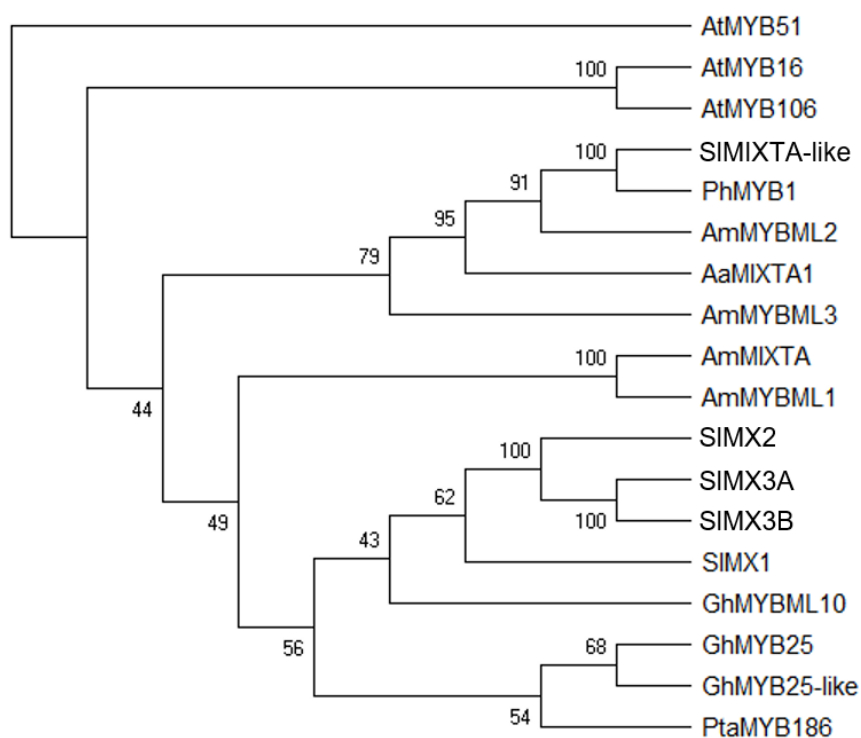 AtMYB51
100
AtMYB16
AtMYB106
100
SlMIXTA-like
91
PhMYB1
95
AmMYBML2
79
AaMIXTA1
AmMYBML3
100
AmMIXTA
44
AmMYBML1
100
SlMX2
62
SlMX3A
49
100
SlMX3B
43
SlMX1
GhMYBML10
56
68
GhMYB25
GhMYB25-like
54
PtaMYB186